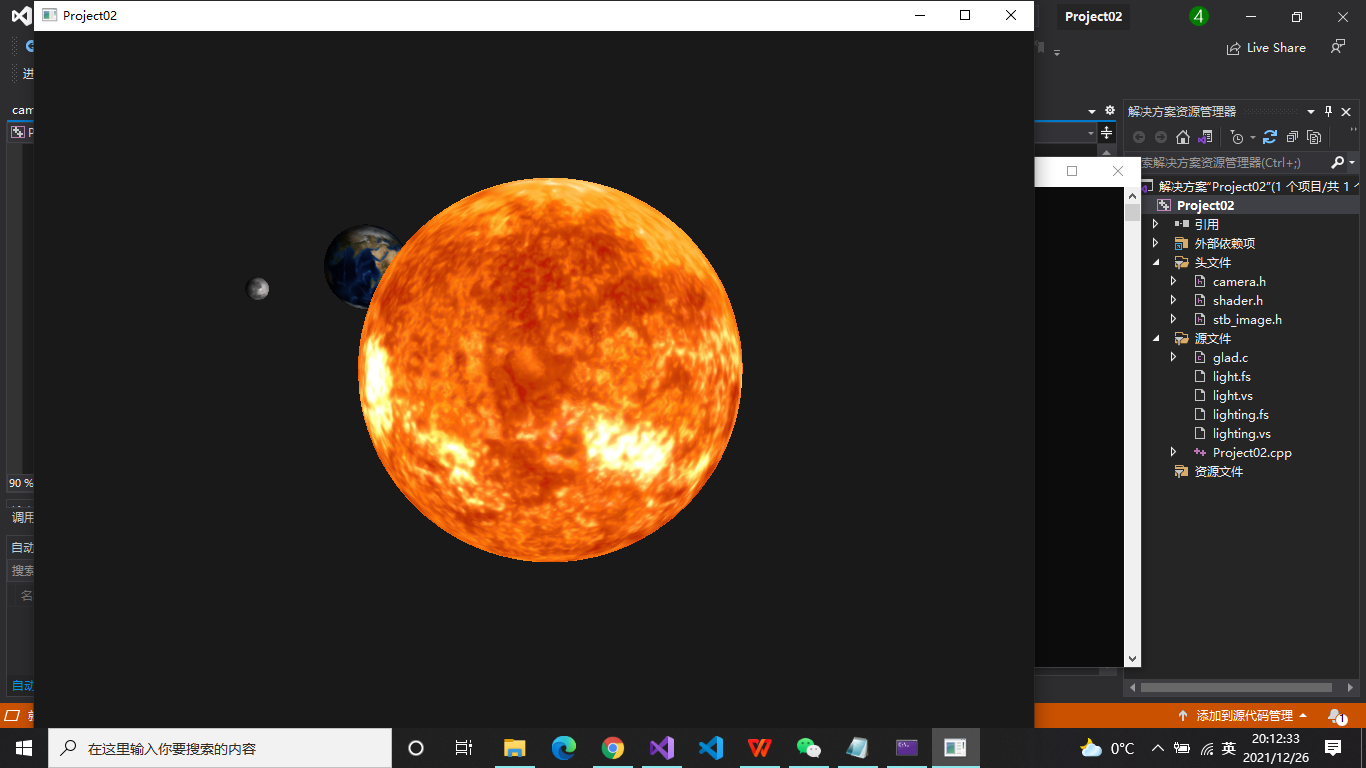 Project02
Project02
4
Live Share
进
cam
P
解决方案资源管理器
索解决方案资源管理器(Ctrl+;)
解决方案"Project02"(1 个项目/共 1 个
Project02
引用
外部依赖项
头文件
camera.h
shader.h
stb_image.h
源文件
glad.c
light.fs
light.vs
lighting.fs
lighting.vs
Project02.cpp
资源文件
90 %
调用
自动
搜索
名
自动
就
添加到源代码管理
1
在这里输入你要搜索的内容
0°C
英
20:12:33
2021/12/26